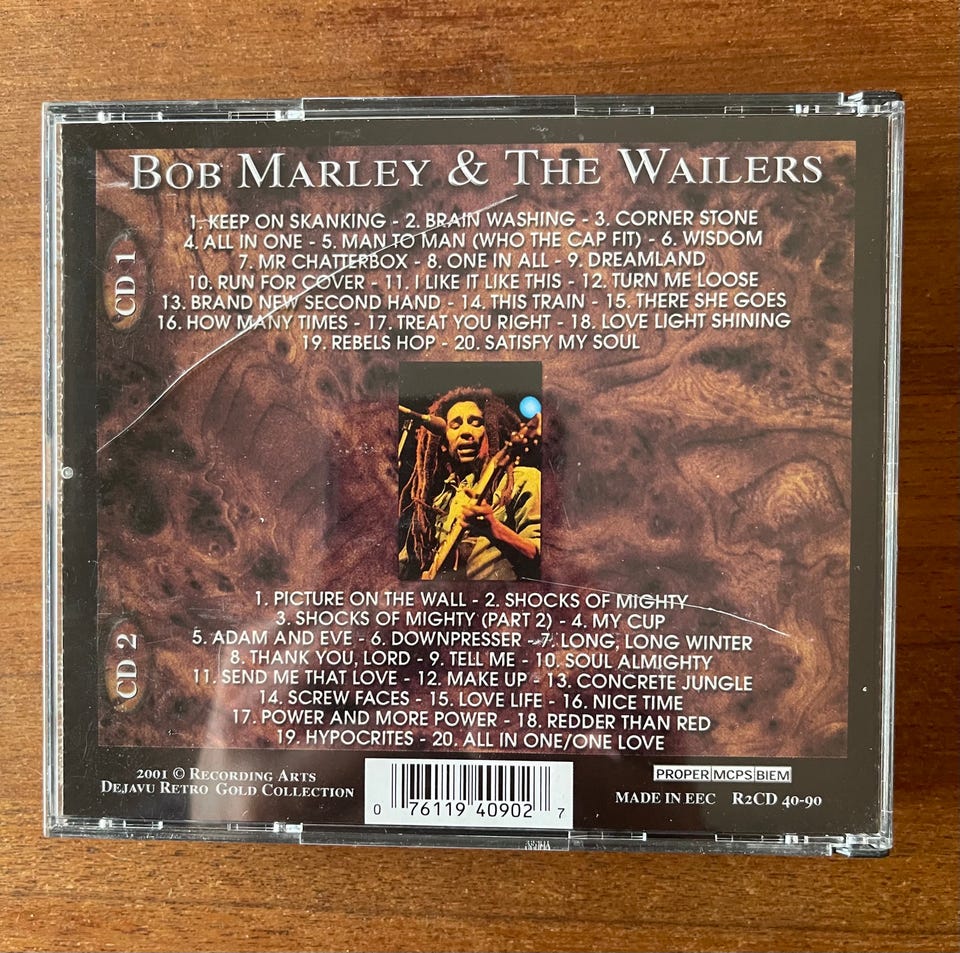 BOB MARLEY & THE WAILERS
CD 1
1. KEEP ON SKANKING - 2. BRAIN WASHING - 3. CORNER STONE
4. ALL IN ONE - 5. MAN TO MAN (WHO THE CAP FIT) - 6. WISDOM
7. MR CHATTERBOX - 8. ONE IN ALL - 9. DREAMLAND
10. RUN FOR COVER - 11. I LIKE IT LIKE THIS - 12. TURN ME LOOSE
13. BRAND NEW SECOND HAND - 14. THIS TRAIN - 15. THERE SHE GOES
16. HOW MANY TIMES - 17. TREAT YOU RIGHT - 18. LOVE LIGHT SHINING
19. REBELS HOP - 20. SATISFY MY SOUL
CD 2
1. PICTURE ON THE WALL - 2. SHOCKS OF MIGHTY
3. SHOCKS OF MIGHTY (PART 2) - 4. MY CUP
5. ADAM AND EVE - 6. DOWNPRESSER - 7. LONG, LONG WINTER
8. THANK YOU, LORD - 9. TELL ME - 10. SOUL ALMIGHTY
11. SEND ME THAT LOVE - 12. MAKE UP - 13. CONCRETE JUNGLE
14. SCREW FACES - 15. LOVE LIFE - 16. NICE TIME
17. POWER AND MORE POWER - 18. REDDER THAN RED
19. HYPOCRITES - 20. ALL IN ONE/ONE LOVE
2001 © RECORDING ARTS
DEJAVU RETRO GOLD COLLECTION
0 76119 40902 7
PROPER MCPS BIEM
MADE IN EEC R2CD 40-90